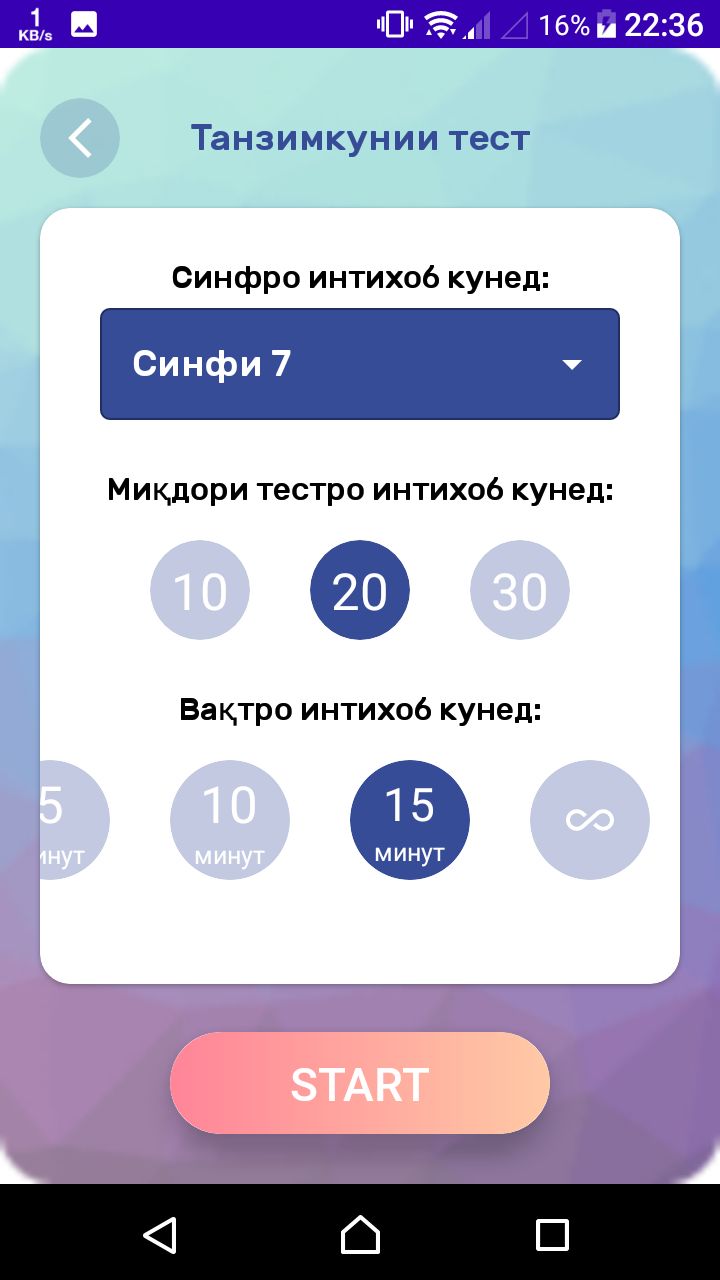 1
KB/s
16%
22:36
Танзимкунии тест
Синфро интихоб кунед:
Синфи 7
Миқдори тестро интихоб кунед:
10 20 30
Вақтро интихоб кунед:
5 10 15 ∞
инут минут минут
START